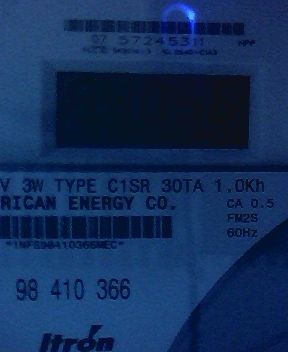 07 57245311
V 3W TYPE C1SR 30TA 1.0Kh
RICAN ENERGY CO.
CA 0.5
FM2S
60Hz
98 410 366
Itron